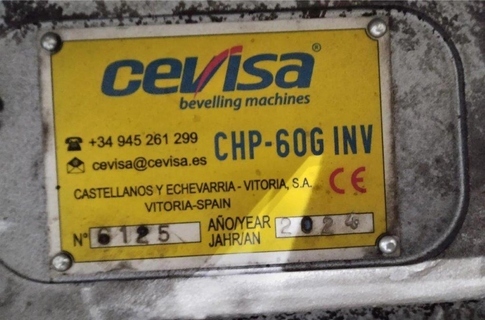 cevisa®
bevelling machines
☎ +34 945 261 299
✉ cevisa@cevisa.es
CHP-60G INV
CASTELLANOS Y ECHEVARRIA - VITORIA, S.A.
VITORIA-SPAIN
CE
Nº 6125 AÑO/YEAR JAHR/AN 2024